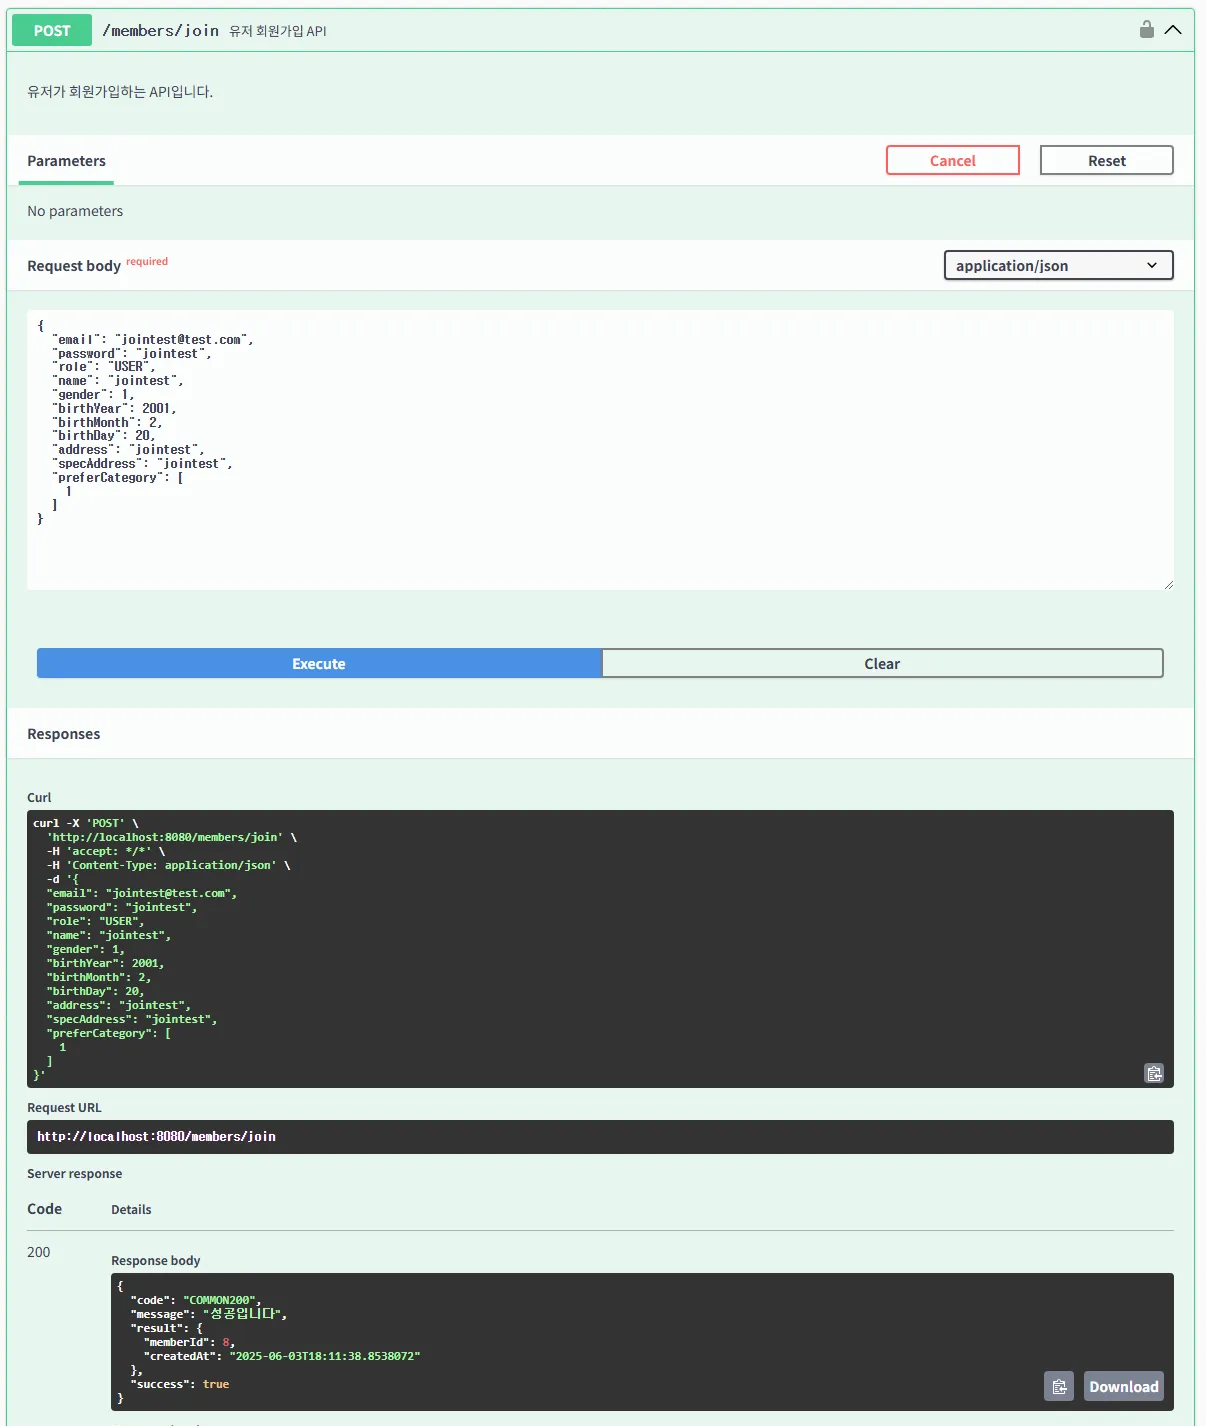 POST /members/join 유저 회원가입 API
유저가 회원가입하는 API입니다.
Parameters
Cancel
Reset
No parameters
Request body required
application/json
{
  "email": "jointest@test.com",
  "password": "jointest",
  "role": "USER",
  "name": "jointest",
  "gender": 1,
  "birthYear": 2001,
  "birthMonth": 2,
  "birthDay": 20,
  "address": "jointest",
  "specAddress": "jointest",
  "preferCategory": [
    1
  ]
}
Execute
Clear
Responses
Curl
curl -X 'POST' \
  'http://localhost:8080/members/join' \
  -H 'accept: */*' \
  -H 'Content-Type: application/json' \
  -d '{
  "email": "jointest@test.com",
  "password": "jointest",
  "role": "USER",
  "name": "jointest",
  "gender": 1,
  "birthYear": 2001,
  "birthMonth": 2,
  "birthDay": 20,
  "address": "jointest",
  "specAddress": "jointest",
  "preferCategory": [
    1
  ]
}'
Request URL
http://localhost:8080/members/join
Server response
Code
Details
200
Response body
{
  "code": "COMMON200",
  "message": "성공입니다",
  "result": {
    "memberId": 8,
    "createdAt": "2025-06-03T18:11:38.8538072"
  },
  "success": true
}
Download